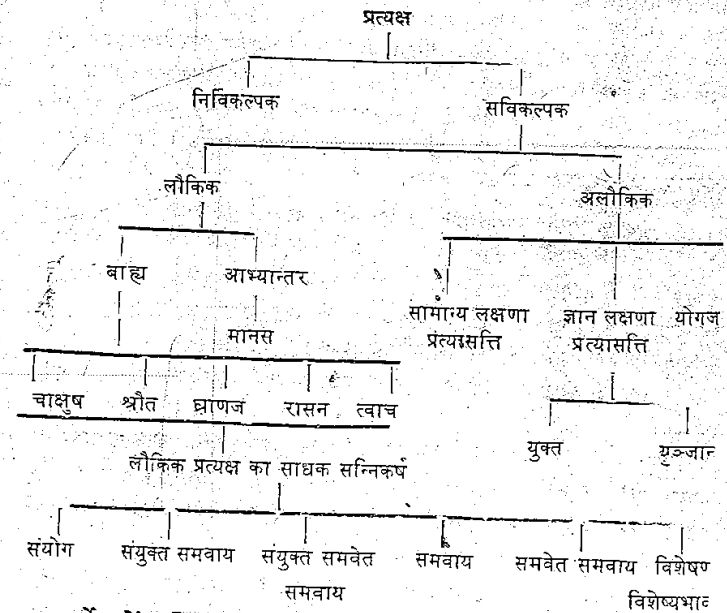 प्रत्यक्ष
निर्विकल्पक सविकल्पक
लौकिक अलौकिक
बाह्य आभ्यान्तर
सामान्य लक्षणा ज्ञान लक्षणा योगज
मानस प्रत्यासत्ति प्रत्यासत्ति
चाक्षुष श्रौत घ्राणज रासन त्वाच
युक्त युञ्जान
लौकिक प्रत्यक्ष का साधक सन्निकर्ष
संयोग संयुक्त समवाय संयुक्त समवेत समवाय समवेत समवाय विशेषण
समवाय विशेष्यभाव